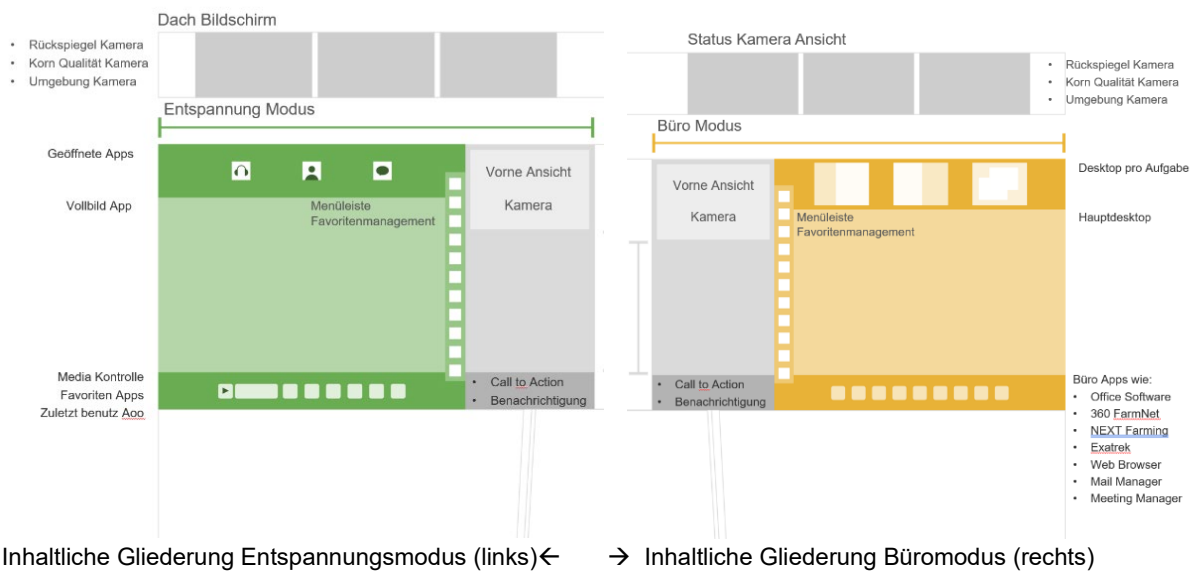 Dach Bildschirm
• Rückspiegel Kamera
• Korn Qualität Kamera
• Umgebung Kamera
Entspannung Modus
Geöffnete Apps
Vollbild App
Menüleiste
Favoritenmanagement
Vorne Ansicht
Kamera
Media Kontrolle
Favoriten Apps
Zuletzt benutz Aoo
• Call to Action
• Benachrichtigung
Status Kamera Ansicht
• Rückspiegel Kamera
• Korn Qualität Kamera
• Umgebung Kamera
Büro Modus
Vorne Ansicht
Kamera
Menüleiste
Favoritenmanagement
Desktop pro Aufgabe
Hauptdesktop
• Call to Action
• Benachrichtigung
Büro Apps wie:
• Office Software
• 360 FarmNet
• NEXT Farming
• Exatrek
• Web Browser
• Mail Manager
• Meeting Manager
Inhaltliche Gliederung Entspannungsmodus (links)← → Inhaltliche Gliederung Büromodus (rechts)